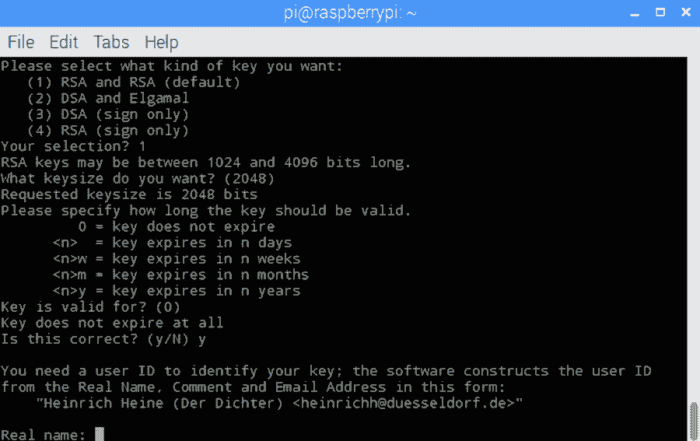 pi@raspberrypi: ~
File Edit Tabs Help
Please select what kind of key you want:
(1) RSA and RSA (default)
(2) DSA and Elgamal
(3) DSA (sign only)
(4) RSA (sign only)
Your selection? 1
RSA keys may be between 1024 and 4096 bits long.
What keysize do you want? (2048)
Requested keysize is 2048 bits
Please specify how long the key should be valid.
0 = key does not expire
<n> = key expires in n days
<n>w = key expires in n weeks
<n>m = key expires in n months
<n>y = key expires in n years
Key is valid for? (0)
Key does not expire at all
Is this correct? (y/N) y
You need a user ID to identify your key; the software constructs the user ID
from the Real Name, Comment and Email Address in this form:
"Heinrich Heine (Der Dichter) <heinrichh@duesseldorf.de>"
Real name: